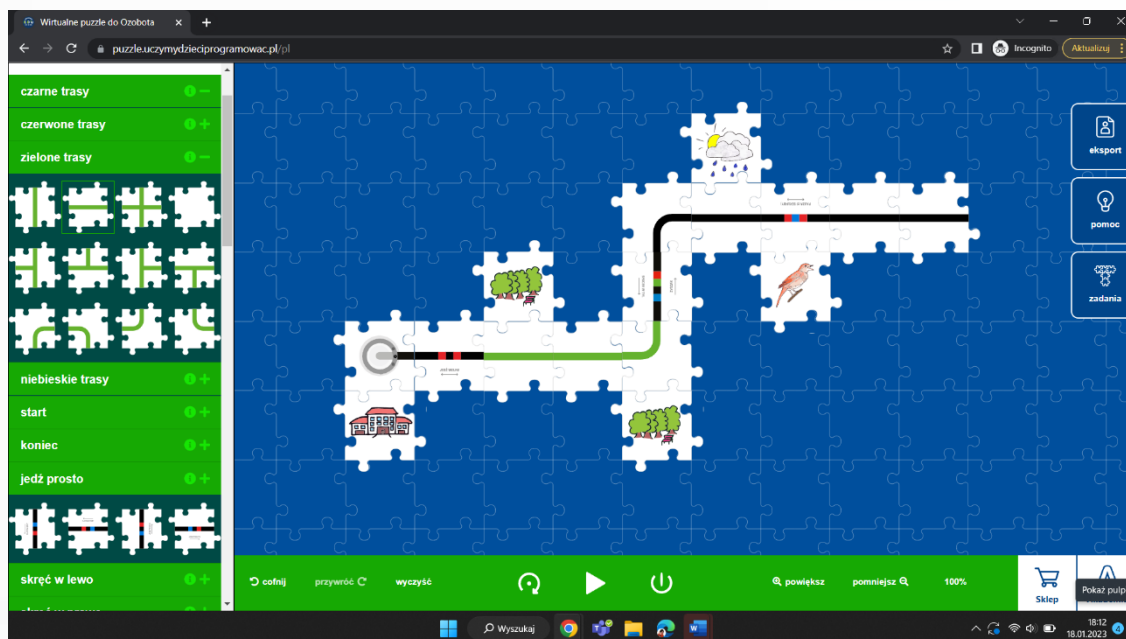 Wirtualne puzzle do Ozobota
puzzle.uczymydzieciprogramowac.pl/pl
Incognito
Aktualizuj
czarne trasy
czerwone trasy
zielone trasy
niebieskie trasy
start
koniec
jedź prosto
skręć w lewo
eksport
pomoc
zadania
cofnij
przywróć
wyczyść
powiększ
pomniejsz
100%
Sklep
Pokaż pulp
Wyszukaj
18:12
18.01.2023
4